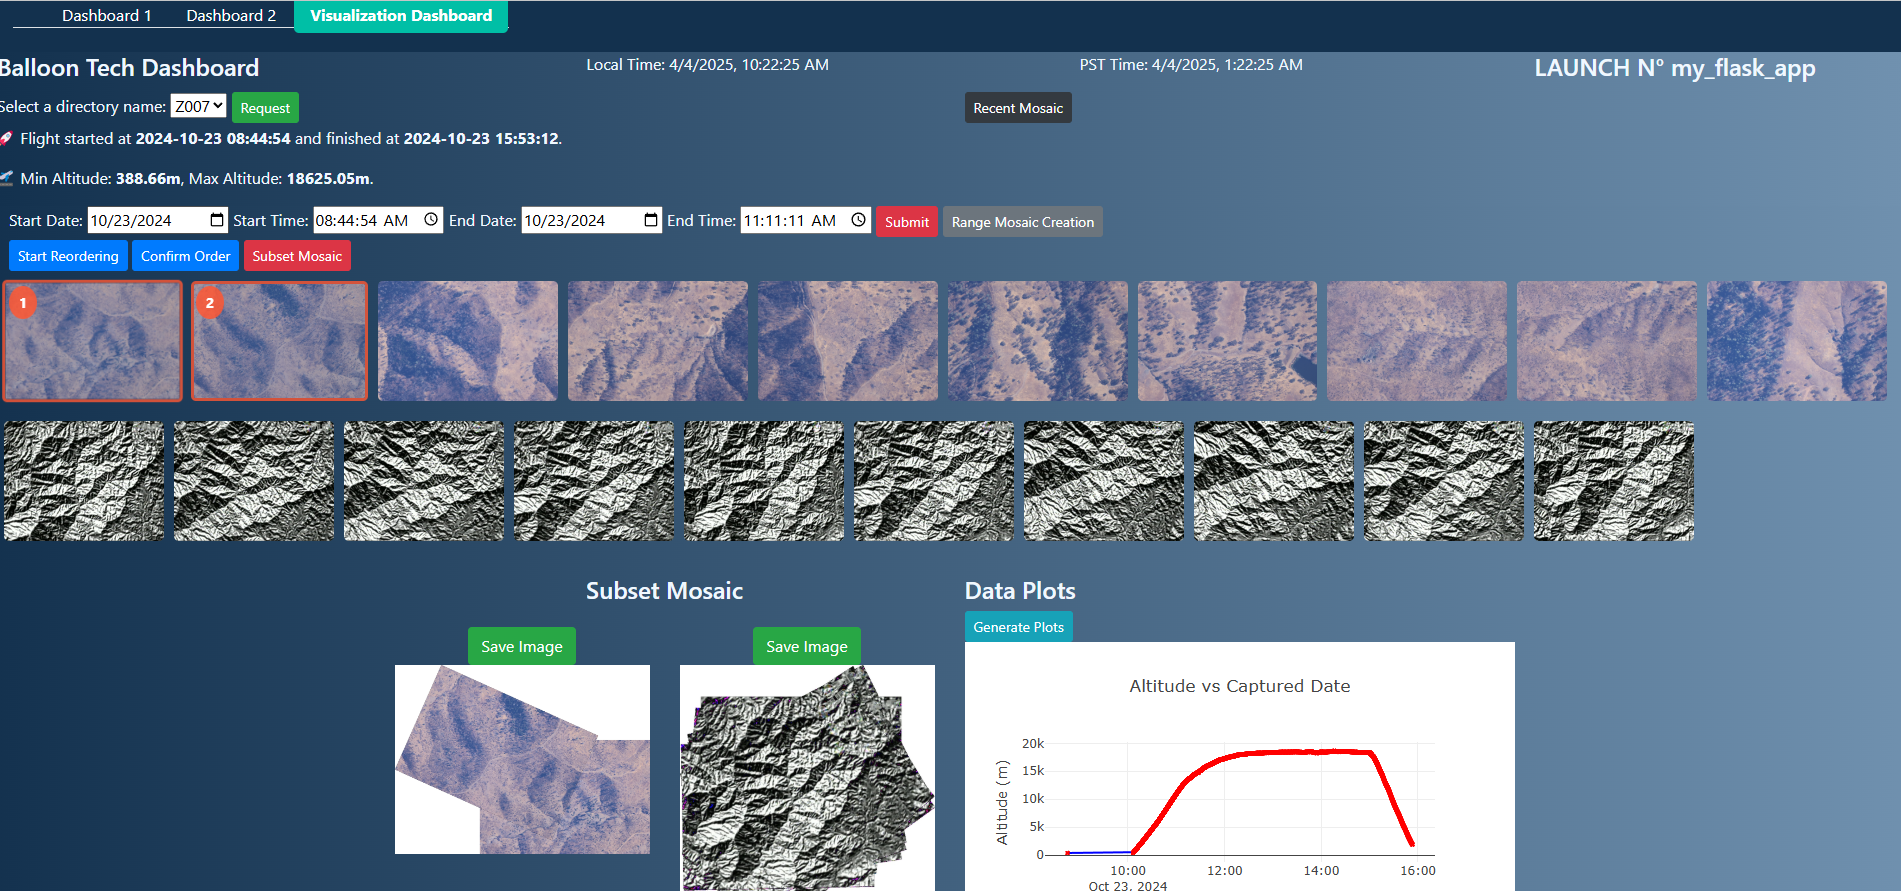 Dashboard 1 Dashboard 2 Visualization Dashboard
Balloon Tech Dashboard Local Time: 4/4/2025, 10:22:25 AM PST Time: 4/4/2025, 1:22:25 AM LAUNCH N° my_flask_app
Select a directory name: Z007 Request Recent Mosaic
Flight started at 2024-10-23 08:44:54 and finished at 2024-10-23 15:53:12.
Min Altitude: 388.66m, Max Altitude: 18625.05m.
Start Date: 10/23/2024 Start Time: 08:44:54 AM End Date: 10/23/2024 End Time: 11:11:11 AM Submit Range Mosaic Creation
Start Reordering Confirm Order Subset Mosaic
1 2
Subset Mosaic
Save Image Save Image
Data Plots
Generate Plots
Altitude vs Captured Date
Altitude (m)
20k
15k
10k
5k
0
10:00 12:00 14:00 16:00
Oct 23, 2024